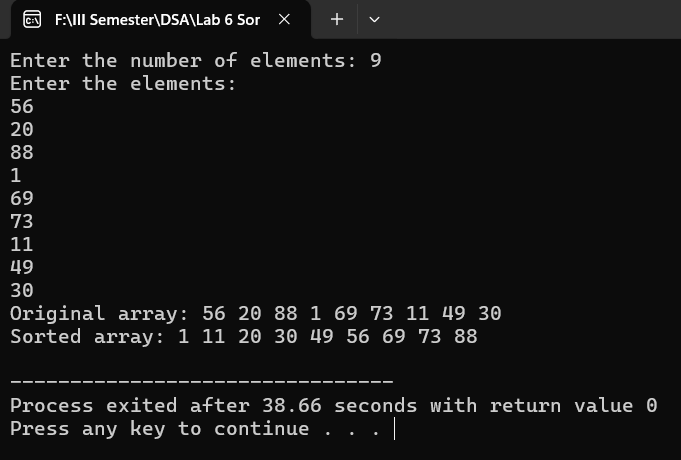 F:\III Semester\DSA\Lab 6 Sor
Enter the number of elements: 9
Enter the elements:
56
20
88
1
69
73
11
49
30
Original array: 56 20 88 1 69 73 11 49 30
Sorted array: 1 11 20 30 49 56 69 73 88
--------------------------------
Process exited after 38.66 seconds with return value 0
Press any key to continue . . .